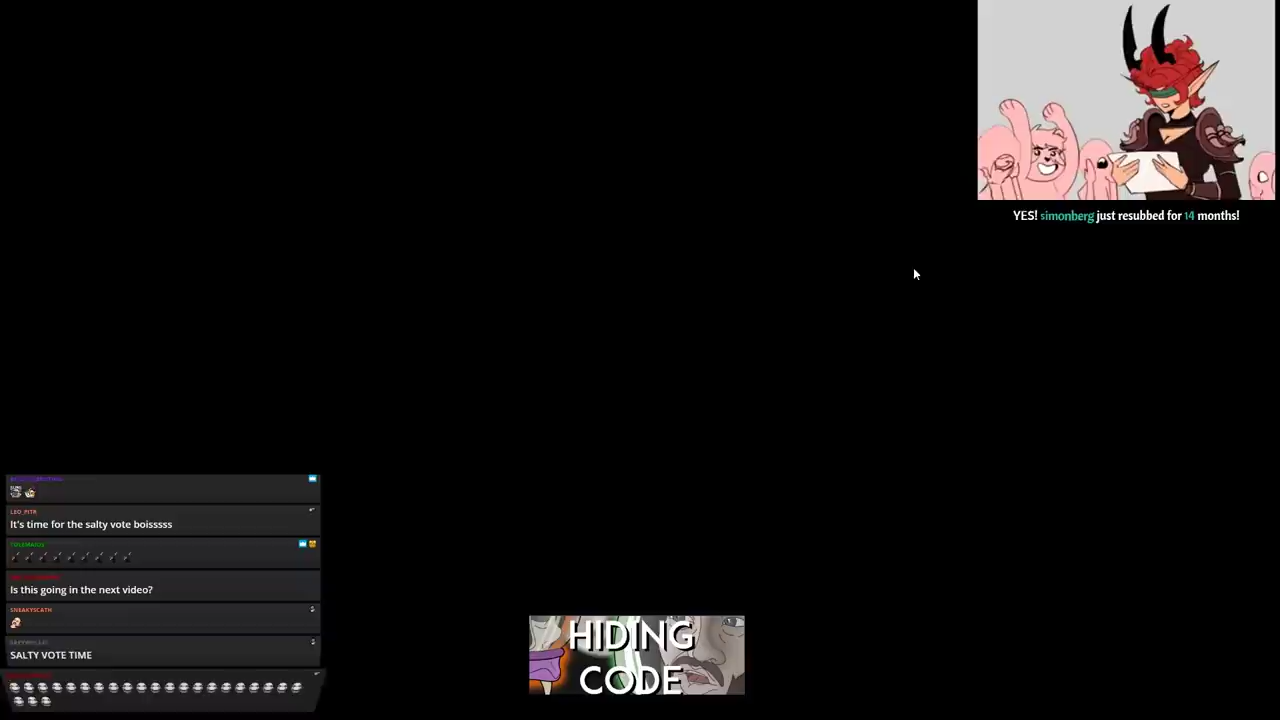 YES! simonberg just resubbed for 14 months!
LEO_PITR
It's time for the salty vote boisssss
Is this going in the next video?
SNEAKYSCATH
SALTY VOTE TIME
HIDING
CODE